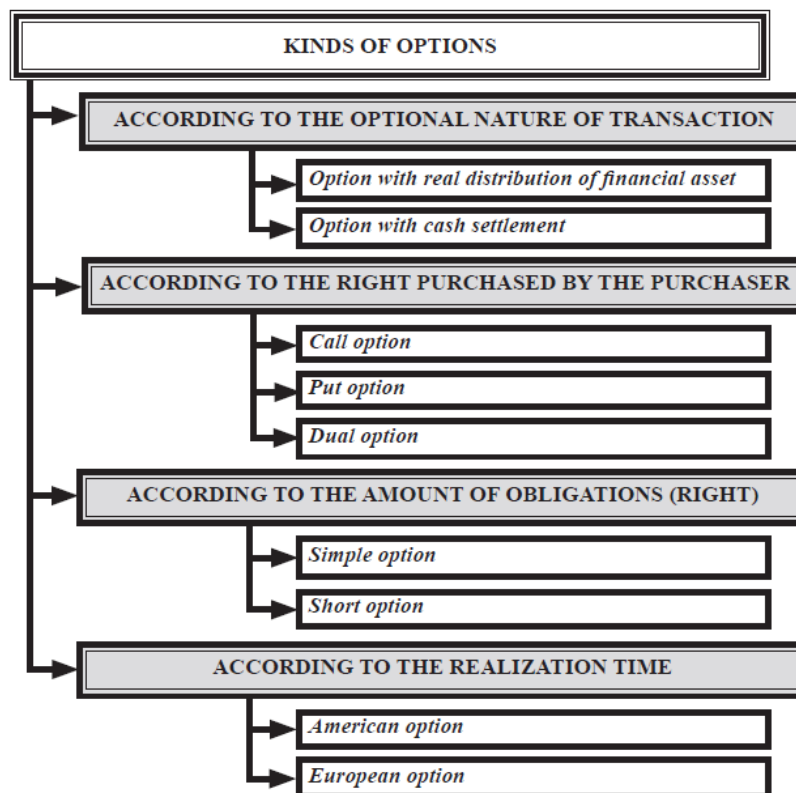 KINDS OF OPTIONS
ACCORDING TO THE OPTIONAL NATURE OF TRANSACTION
Option with real distribution of financial asset
Option with cash settlement
ACCORDING TO THE RIGHT PURCHASED BY THE PURCHASER
Call option
Put option
Dual option
ACCORDING TO THE AMOUNT OF OBLIGATIONS (RIGHT)
Simple option
Short option
ACCORDING TO THE REALIZATION TIME
American option
European option